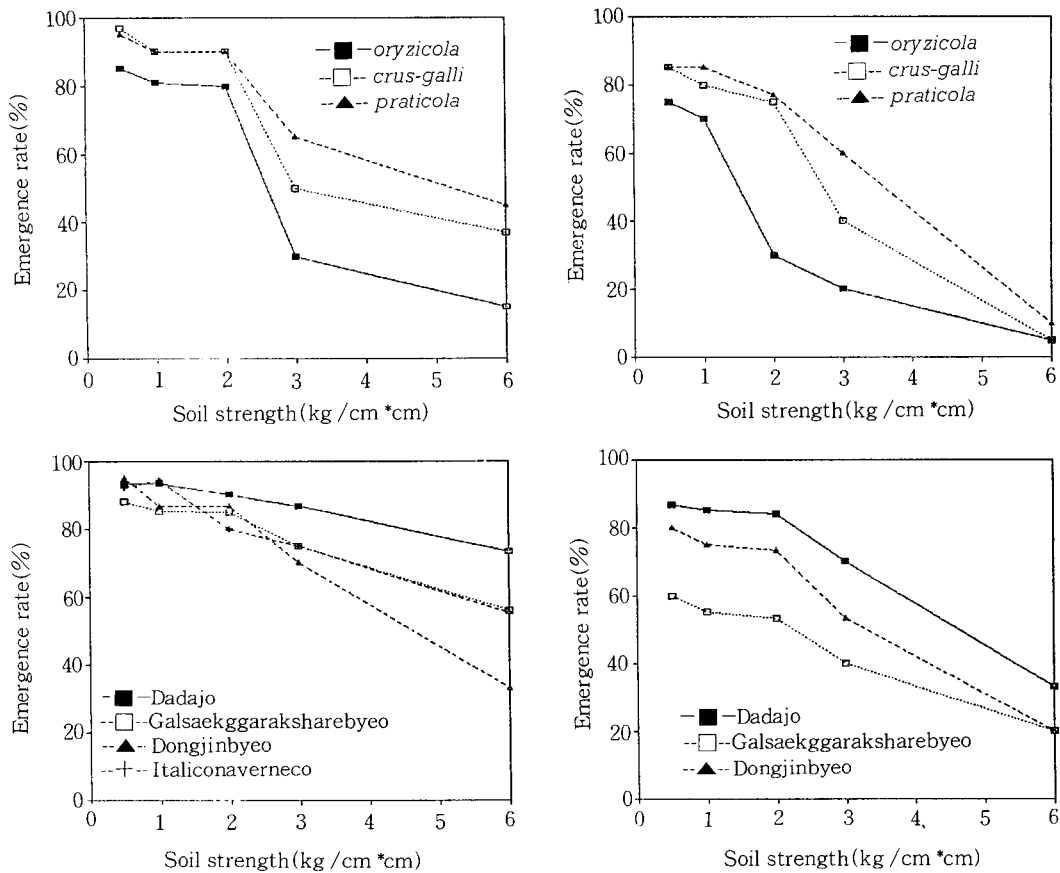 100
80
60
40
20
0
Emergence rate(%)
oryzicola
crus-galli
praticola
0 1 2 3 4 5 6
Soil strength(kg/cm*cm)
100
80
60
40
20
0
Emergence rate(%)
oryzicola
crus-galli
praticola
0 1 2 3 4 5 6
Soil strength(kg/cm*cm)
100
80
60
40
20
0
Emergence rate(%)
Dadajo
Galsaekggaraksharebyeo
Dongjinbyeo
Italiconaverneco
0 1 2 3 4 5 6
Soil strength(kg/cm*cm)
100
80
60
40
20
0
Emergence rate(%)
Dadajo
Galsaekggaraksharebyeo
Dongjinbyeo
0 1 2 3 4 5 6
Soil strength(kg/cm*cm)